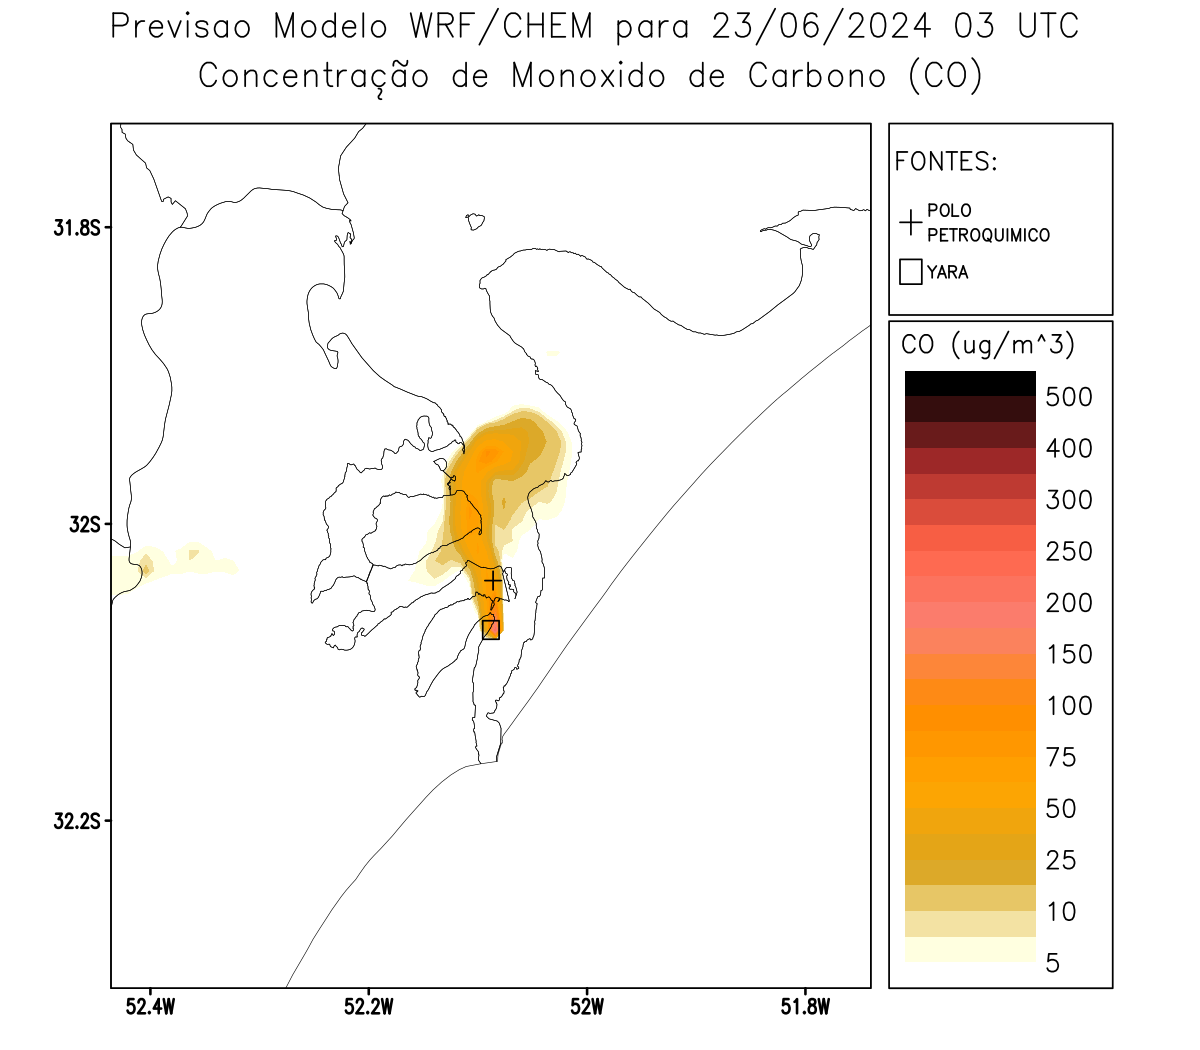 Previsao Modelo WRF/CHEM para 23/06/2024 03 UTC
Concentração de Monoxido de Carbono (CO)
FONTES:
POLO
PETROQUIMICO
YARA
31.8S
32S
32.2S
52.4W
52.2W
52W
51.8W
CO (ug/m^3)
500
400
300
250
200
150
100
75
50
25
10
5